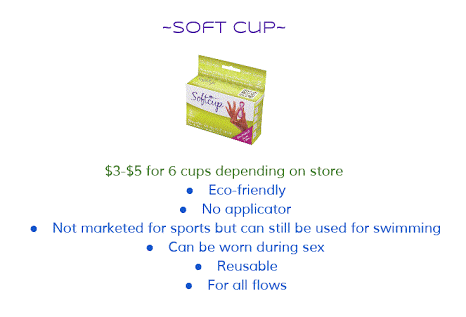 ~SOFT CUP~
Softcup
$3-$5 for 6 cups depending on store
● Eco-friendly
● No applicator
● Not marketed for sports but can still be used for swimming
● Can be worn during sex
● Reusable
● For all flows